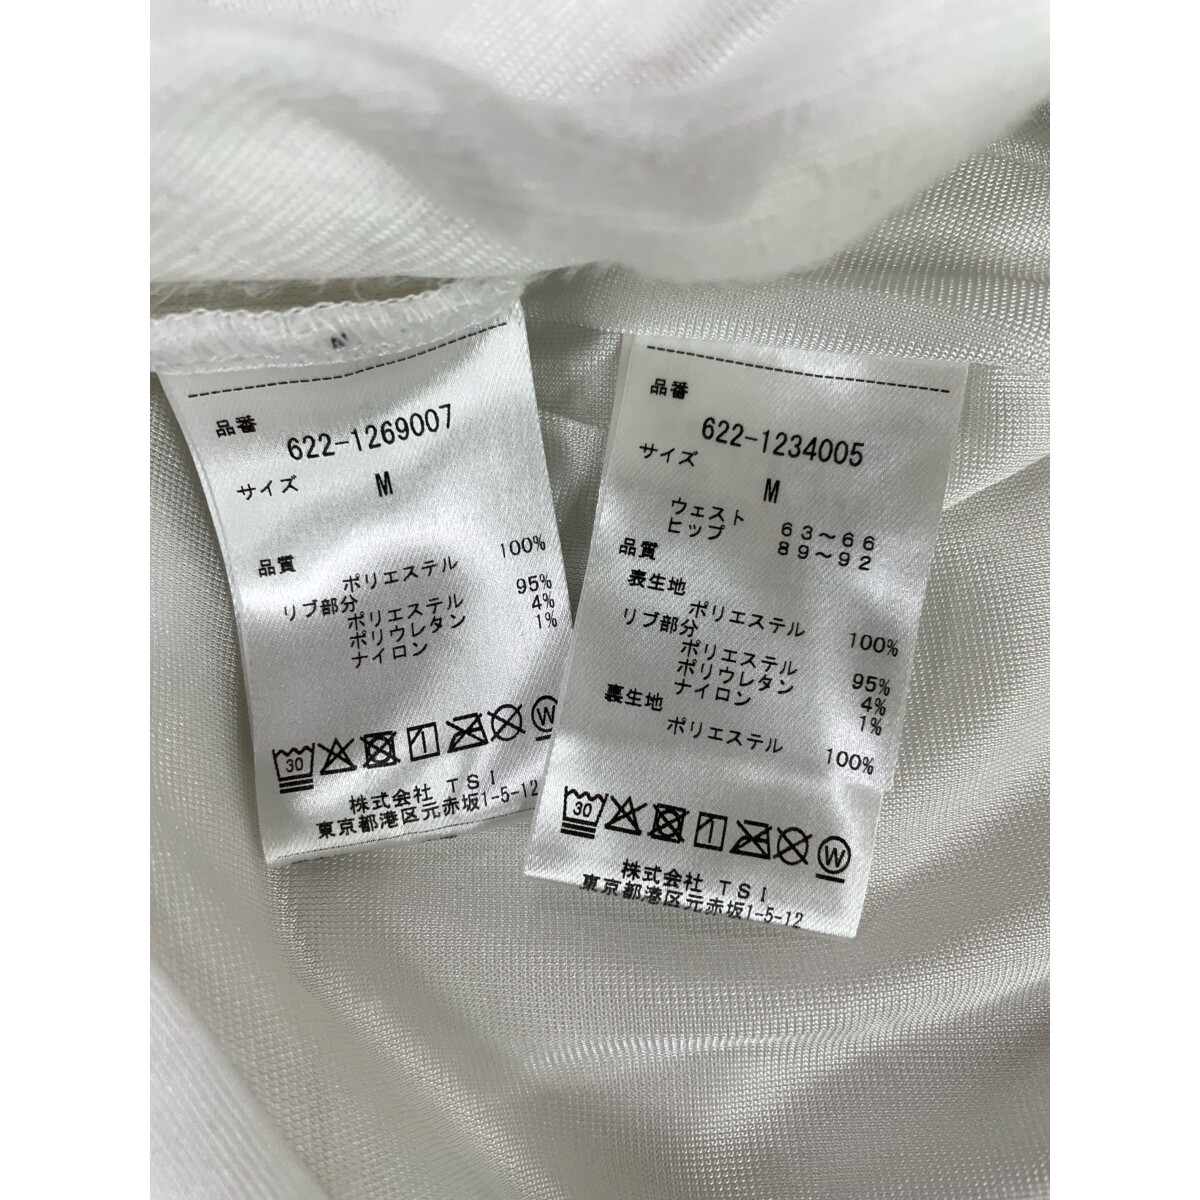 品番
622-1269007
サイズ M
品質
ポリエステル 100%
リブ部分
ポリエステル 95%
ポリウレタン 4%
ナイロン 1%
30 W
株式会社 TSI
東京都港区元赤坂1-5-12
品番
622-1234005
サイズ M
ウェスト 63～66
ヒップ 89～92
品質
表生地
ポリエステル 100%
リブ部分
ポリエステル 95%
ポリウレタン 4%
ナイロン 1%
裏生地
ポリエステル 100%
30 W
株式会社 TSI
東京都港区元赤坂1-5-12